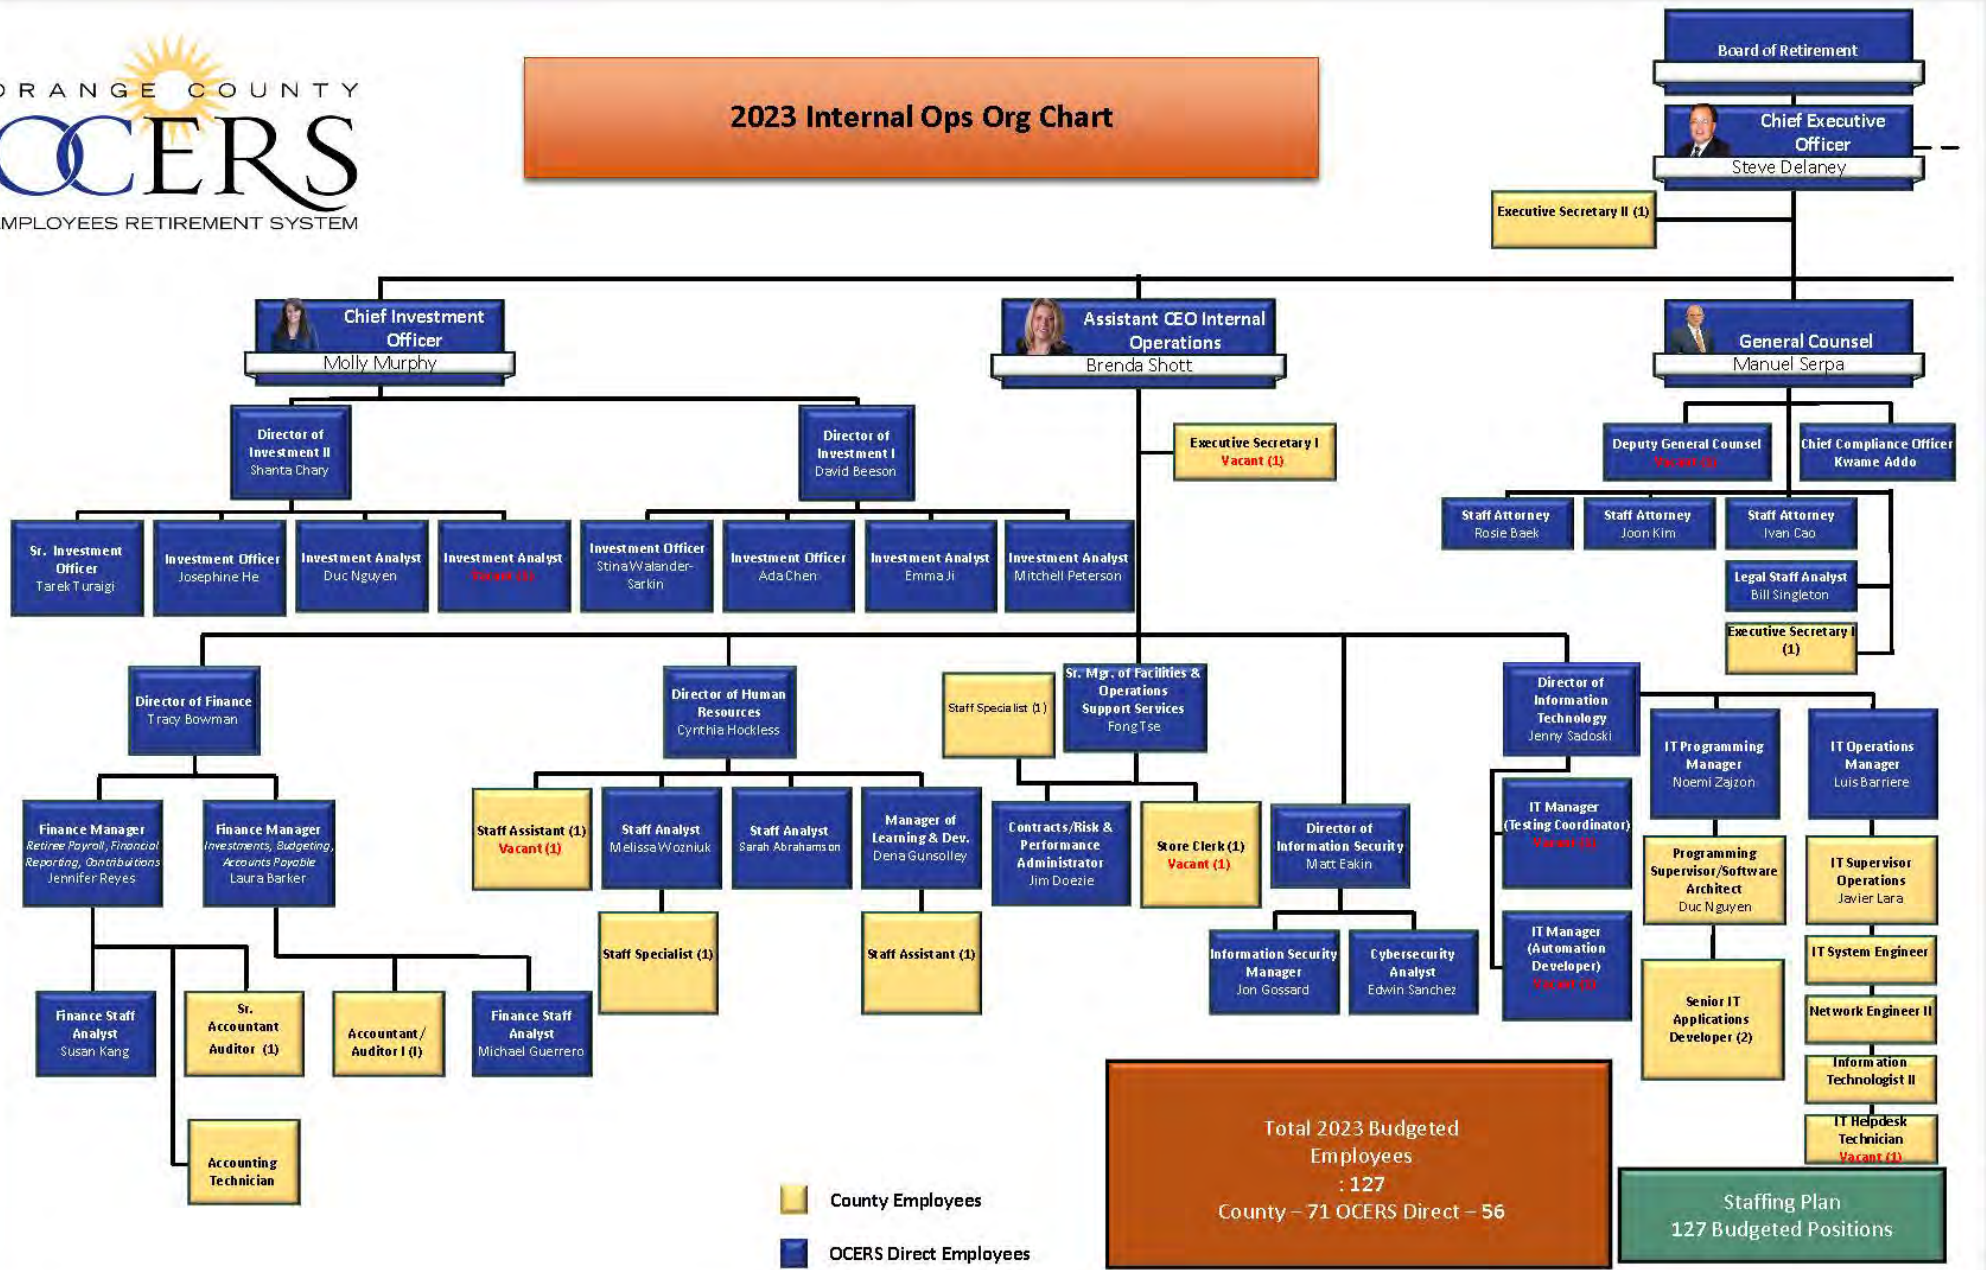 ORANGE COUNTY
OCERS
EMPLOYEES RETIREMENT SYSTEM
2023 Internal Ops Org Chart
Board of Retirement
Chief Executive
Officer
Steve Delaney
Executive Secretary II (1)
Chief Investment
Officer
Molly Murphy
Assistant CEO Internal
Operations
Brenda Shott
General Counsel
Manuel Serpa
Director of
Investment II
Shanta Chary
Director of
Investment I
David Beeson
Executive Secretary I
Vacant (1)
Deputy General Counsel
Vacant (1)
Chief Compliance Officer
Kwame Addo
Sr. Investment
Officer
Tarek Turaigi
Investment Officer
Josephine He
Investment Analyst
Duc Nguyen
Investment Analyst
Vacant (1)
Investment Officer
Stina Walander-
Sarkin
Investment Officer
Ada Chen
Investment Analyst
Emma Ji
Investment Analyst
Mitchell Peterson
Staff Attorney
Rosie Baek
Staff Attorney
Joon Kim
Staff Attorney
Ivan Cao
Legal Staff Analyst
Bill Singleton
Executive Secretary I
(1)
Director of Finance
Tracy Bowman
Director of Human
Resources
Cynthia Hockless
Staff Specialist (1)
Sr. Mgr. of Facilities &
Operations
Support Services
Fong Tse
Director of
Information
Technology
Jenny Sadoski
IT Programming
Manager
Noemi Zajzon
IT Operations
Manager
Luis Barriere
Finance Manager
Retiree Payroll, Financial
Reporting, Contributions
Jennifer Reyes
Finance Manager
Investments, Budgeting,
Accounts Payable
Laura Barker
Staff Assistant (1)
Vacant (1)
Staff Analyst
Melissa Wozniuk
Staff Analyst
Sarah Abrahamson
Manager of
Learning & Dev.
Dena Gunsolley
Contracts/Risk &
Performance
Administrator
Jim Doezie
Store Clerk (1)
Vacant (1)
Director of
Information Security
Matt Eakin
IT Manager
(Testing Coordinator)
Vacant (1)
Programming
Supervisor/Software
Architect
Duc Nguyen
IT Supervisor
Operations
Javier Lara
Staff Specialist (1)
Staff Assistant (1)
Information Security
Manager
Jon Gossard
Cybersecurity
Analyst
Edwin Sanchez
IT Manager
(Automation
Developer)
Vacant (1)
Senior IT
Applications
Developer (2)
IT System Engineer
Network Engineer II
Information
Technologist II
IT Helpdesk
Technician
Vacant (1)
Finance Staff
Analyst
Susan Kang
Sr.
Accountant
Auditor (1)
Accountant/
Auditor I (I)
Finance Staff
Analyst
Michael Guerrero
Accounting
Technician
County Employees
OCERS Direct Employees
Total 2023 Budgeted
Employees
: 127
County – 71 OCERS Direct – 56
Staffing Plan
127 Budgeted Positions